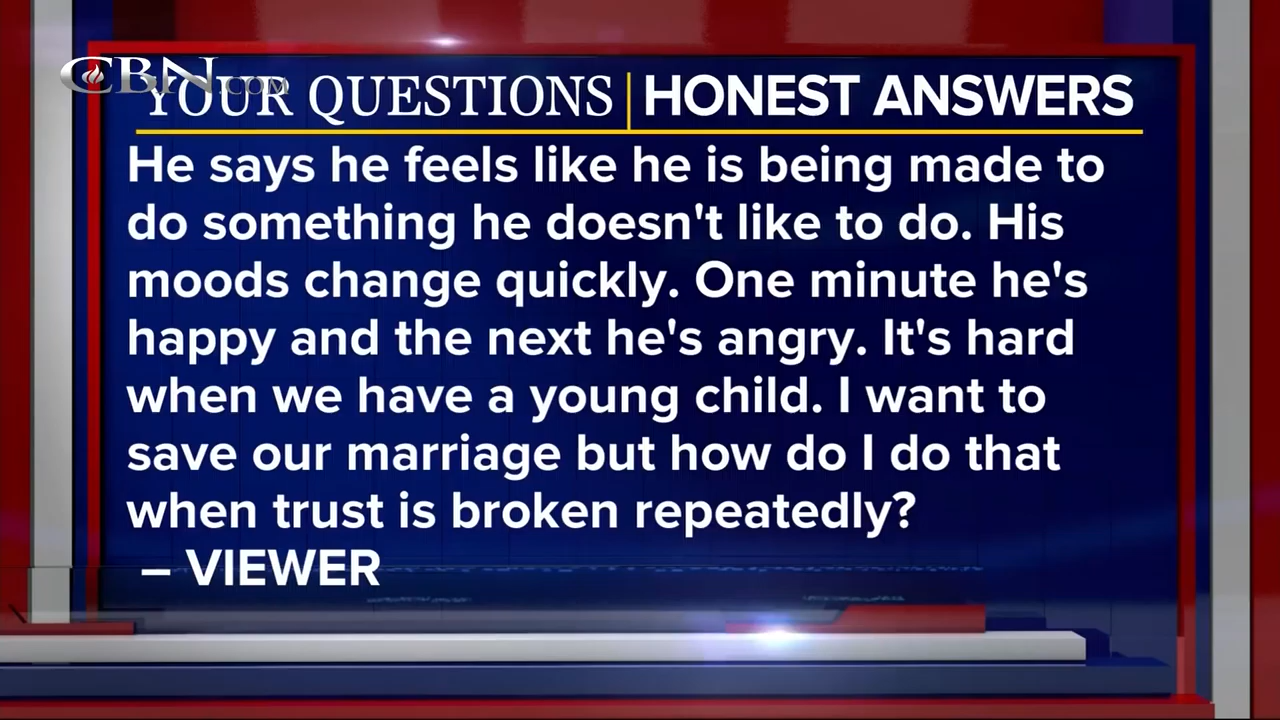 CBN.COM
YOUR QUESTIONS | HONEST ANSWERS
He says he feels like he is being made to
do something he doesn't like to do. His
moods change quickly. One minute he's
happy and the next he's angry. It's hard
when we have a young child. I want to
save our marriage but how do I do that
when trust is broken repeatedly?
– VIEWER